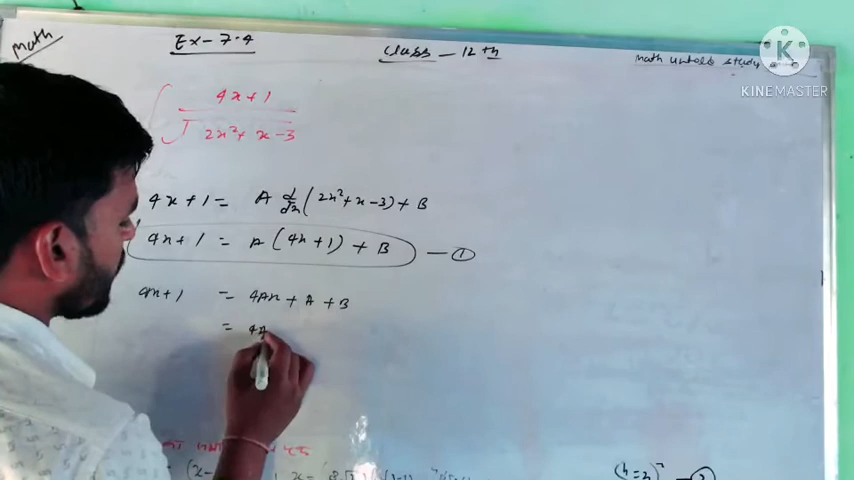 Math
Ex - 7.4
Class - 12th
Math untold study
K
KINEMASTER
∫ 4x+1
√2x²+x-3
4x+1 = A d/dx (2x²+x-3) + B
4x+1 = A (4x+1) + B — ①
4x+1 = 4Ax + A + B
= 4A